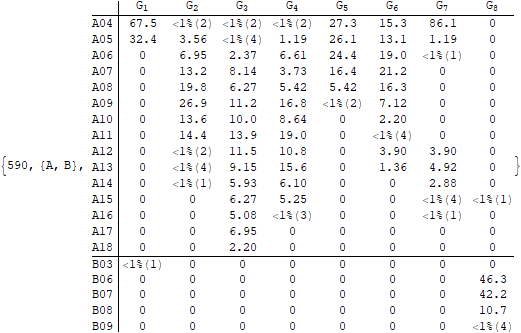 G1 G2 G3 G4 G5 G6 G7 G8
A04 67.5 <1%(2) <1%(2) <1%(2) 27.3 15.3 86.1 0
A05 32.4 3.56 <1%(4) 1.19 26.1 13.1 1.19 0
A06 0 6.95 2.37 6.61 24.4 19.0 <1%(1) 0
A07 0 13.2 8.14 3.73 16.4 21.2 0 0
A08 0 19.8 6.27 5.42 5.42 16.3 0 0
A09 0 26.9 11.2 16.8 <1%(2) 7.12 0 0
A10 0 13.6 10.0 8.64 0 2.20 0 0
A11 0 14.4 13.9 19.0 0 <1%(4) 0 0
A12 0 <1%(2) 11.5 10.8 0 3.90 3.90 0
{590, {A, B}, A13 0 <1%(4) 9.15 15.6 0 1.36 4.92 0 }
A14 0 <1%(1) 5.93 6.10 0 0 2.88 0
A15 0 0 6.27 5.25 0 0 <1%(4) <1%(1)
A16 0 0 5.08 <1%(3) 0 0 <1%(1) 0
A17 0 0 6.95 0 0 0 0 0
A18 0 0 2.20 0 0 0 0 0
B03 <1%(1) 0 0 0 0 0 0 0
B06 0 0 0 0 0 0 0 46.3
B07 0 0 0 0 0 0 0 42.2
B08 0 0 0 0 0 0 0 10.7
B09 0 0 0 0 0 0 0 <1%(4)